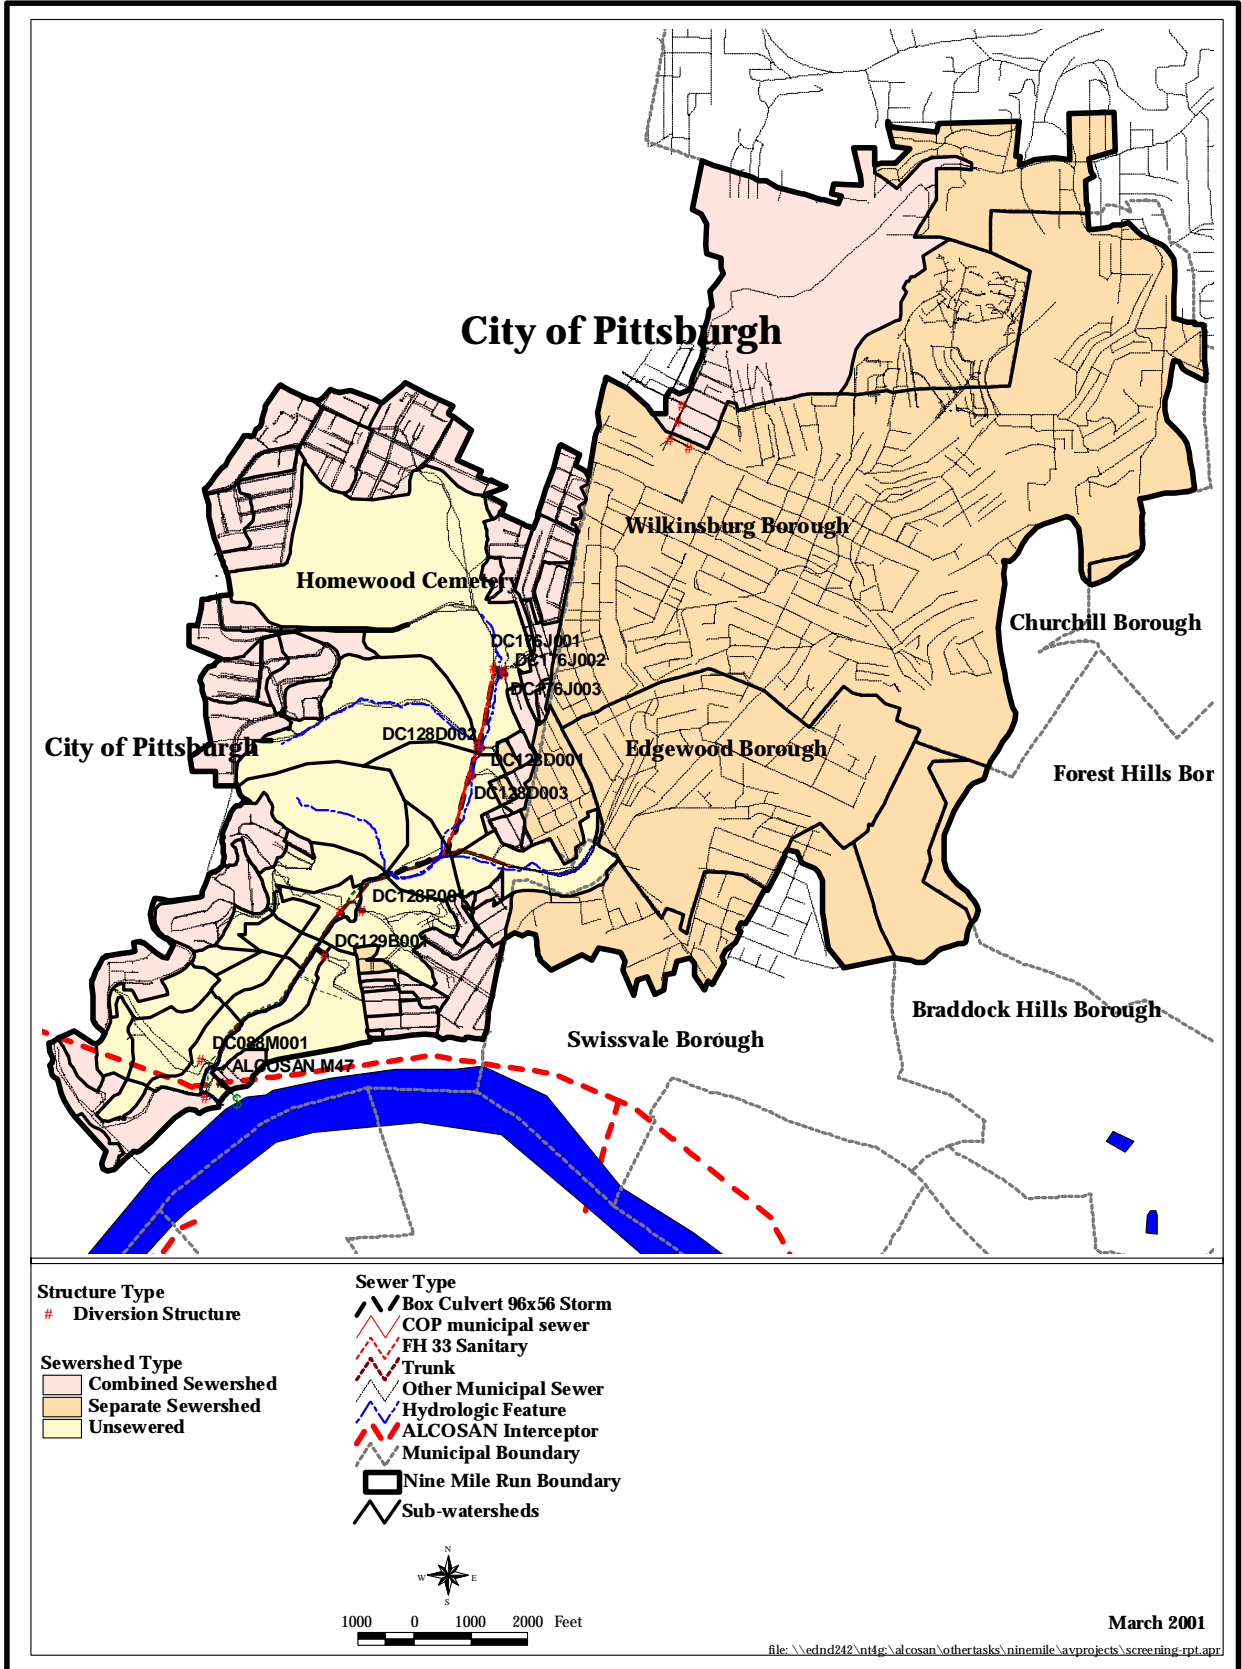 City of Pittsburgh
Wilkinsburg Borough
Homewood Cemetery
Churchill Borough
DC176J001
DC176J002
DC176J003
DC128D002
City of Pittsburgh
Edgewood Borough
DC128D001
Forest Hills Bor
DC128D003
DC128R001
DC129B001
Braddock Hills Borough
Swissvale Borough
DC088M001
ALCOSAN M47
Structure Type
# Diversion Structure
Sewershed Type
Combined Sewershed
Separate Sewershed
Unsewered
Sewer Type
Box Culvert 96x56 Storm
COP municipal sewer
FH 33 Sanitary
Trunk
Other Municipal Sewer
Hydrologic Feature
ALCOSAN Interceptor
Municipal Boundary
Nine Mile Run Boundary
Sub-watersheds
N
W E
S
1000 0 1000 2000 Feet
March 2001
file: \\ednd242\nt4g:\alcosan\othertasks\ninemile\avprojects\screening-rpt.apr